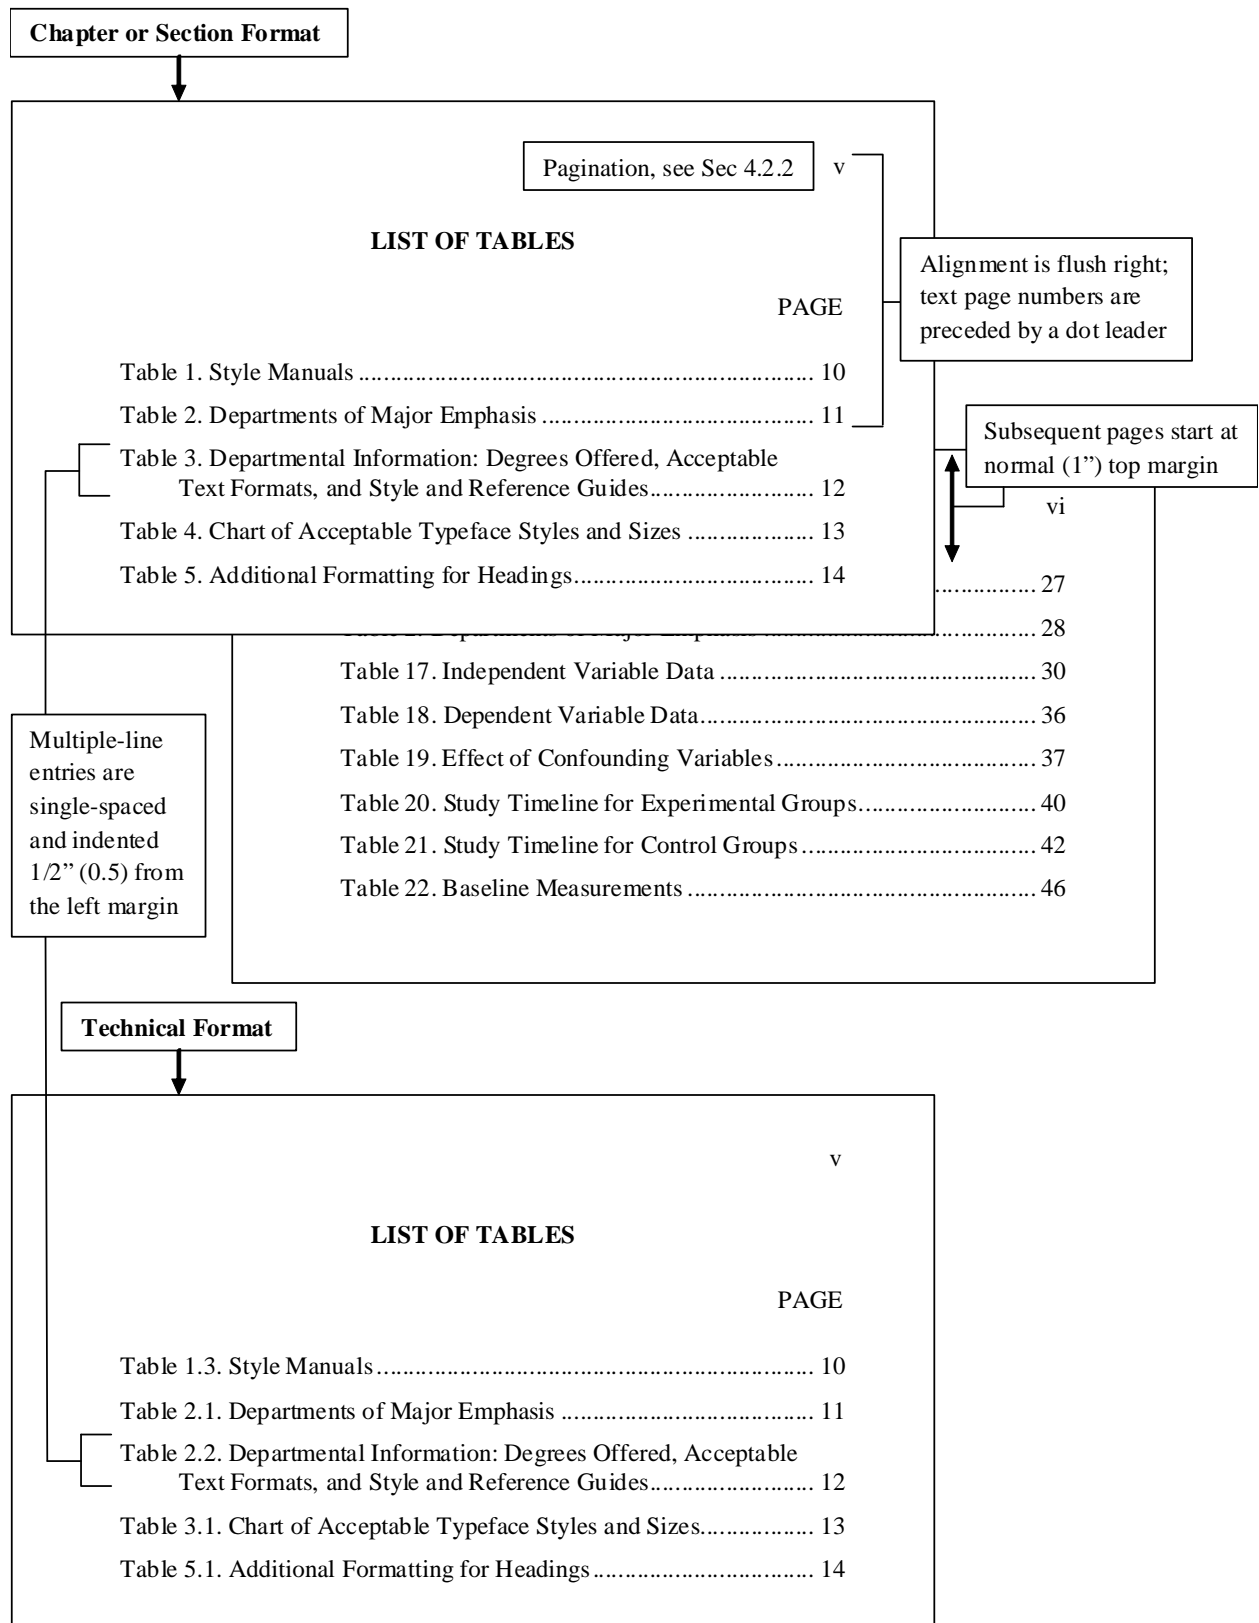 Chapter or Section Format
Pagination, see Sec 4.2.2
v
LIST OF TABLES
PAGE
Alignment is flush right;
text page numbers are
preceded by a dot leader
Table 1. Style Manuals ........................................................................ 10
Table 2. Departments of Major Emphasis ....................................... 11
Table 3. Departmental Information: Degrees Offered, Acceptable
Text Formats, and Style and Reference Guides.......................... 12
Table 4. Chart of Acceptable Typeface Styles and Sizes .................... 13
Table 5. Additional Formatting for Headings...................................... 14
Subsequent pages start at
normal (1”) top margin
vi
................ 27
................ 28
Table 17. Independent Variable Data .................................................. 30
Table 18. Dependent Variable Data..................................................... 36
Table 19. Effect of Confounding Variables......................................... 37
Table 20. Study Timeline for Experimental Groups............................ 40
Table 21. Study Timeline for Control Groups ..................................... 42
Table 22. Baseline Measurements ....................................................... 46
Multiple-line
entries are
single-spaced
and indented
1/2” (0.5) from
the left margin
Technical Format
v
LIST OF TABLES
PAGE
Table 1.3. Style Manuals..................................................................... 10
Table 2.1. Departments of Major Emphasis ........................................ 11
Table 2.2. Departmental Information: Degrees Offered, Acceptable
Text Formats, and Style and Reference Guides.......................... 12
Table 3.1. Chart of Acceptable Typeface Styles and Sizes.................. 13
Table 5.1. Additional Formatting for Headings................................... 14